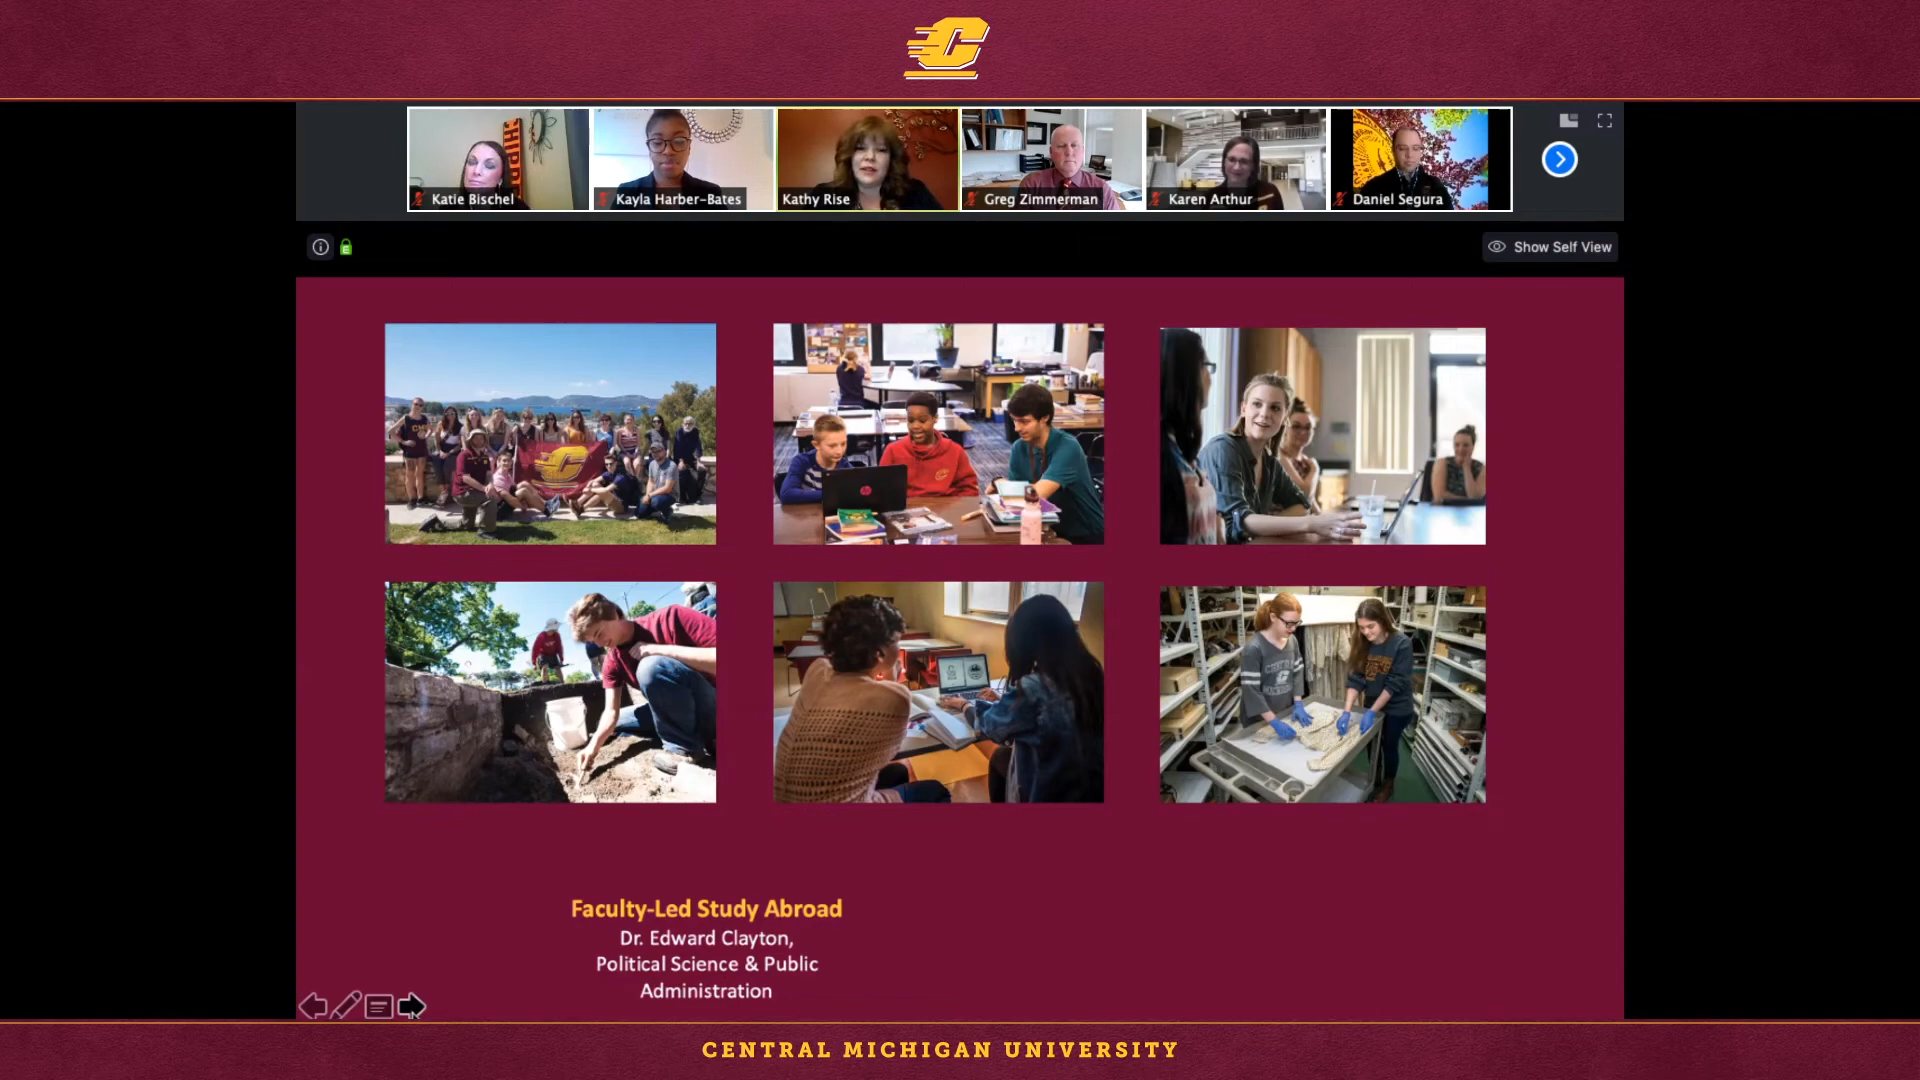 C
Katie Bischel
Kayla Harber-Bates
Kathy Rise
Greg Zimmerman
Karen Arthur
Daniel Segura
Show Self View
Faculty-Led Study Abroad
Dr. Edward Clayton,
Political Science & Public
Administration
CENTRAL MICHIGAN UNIVERSITY